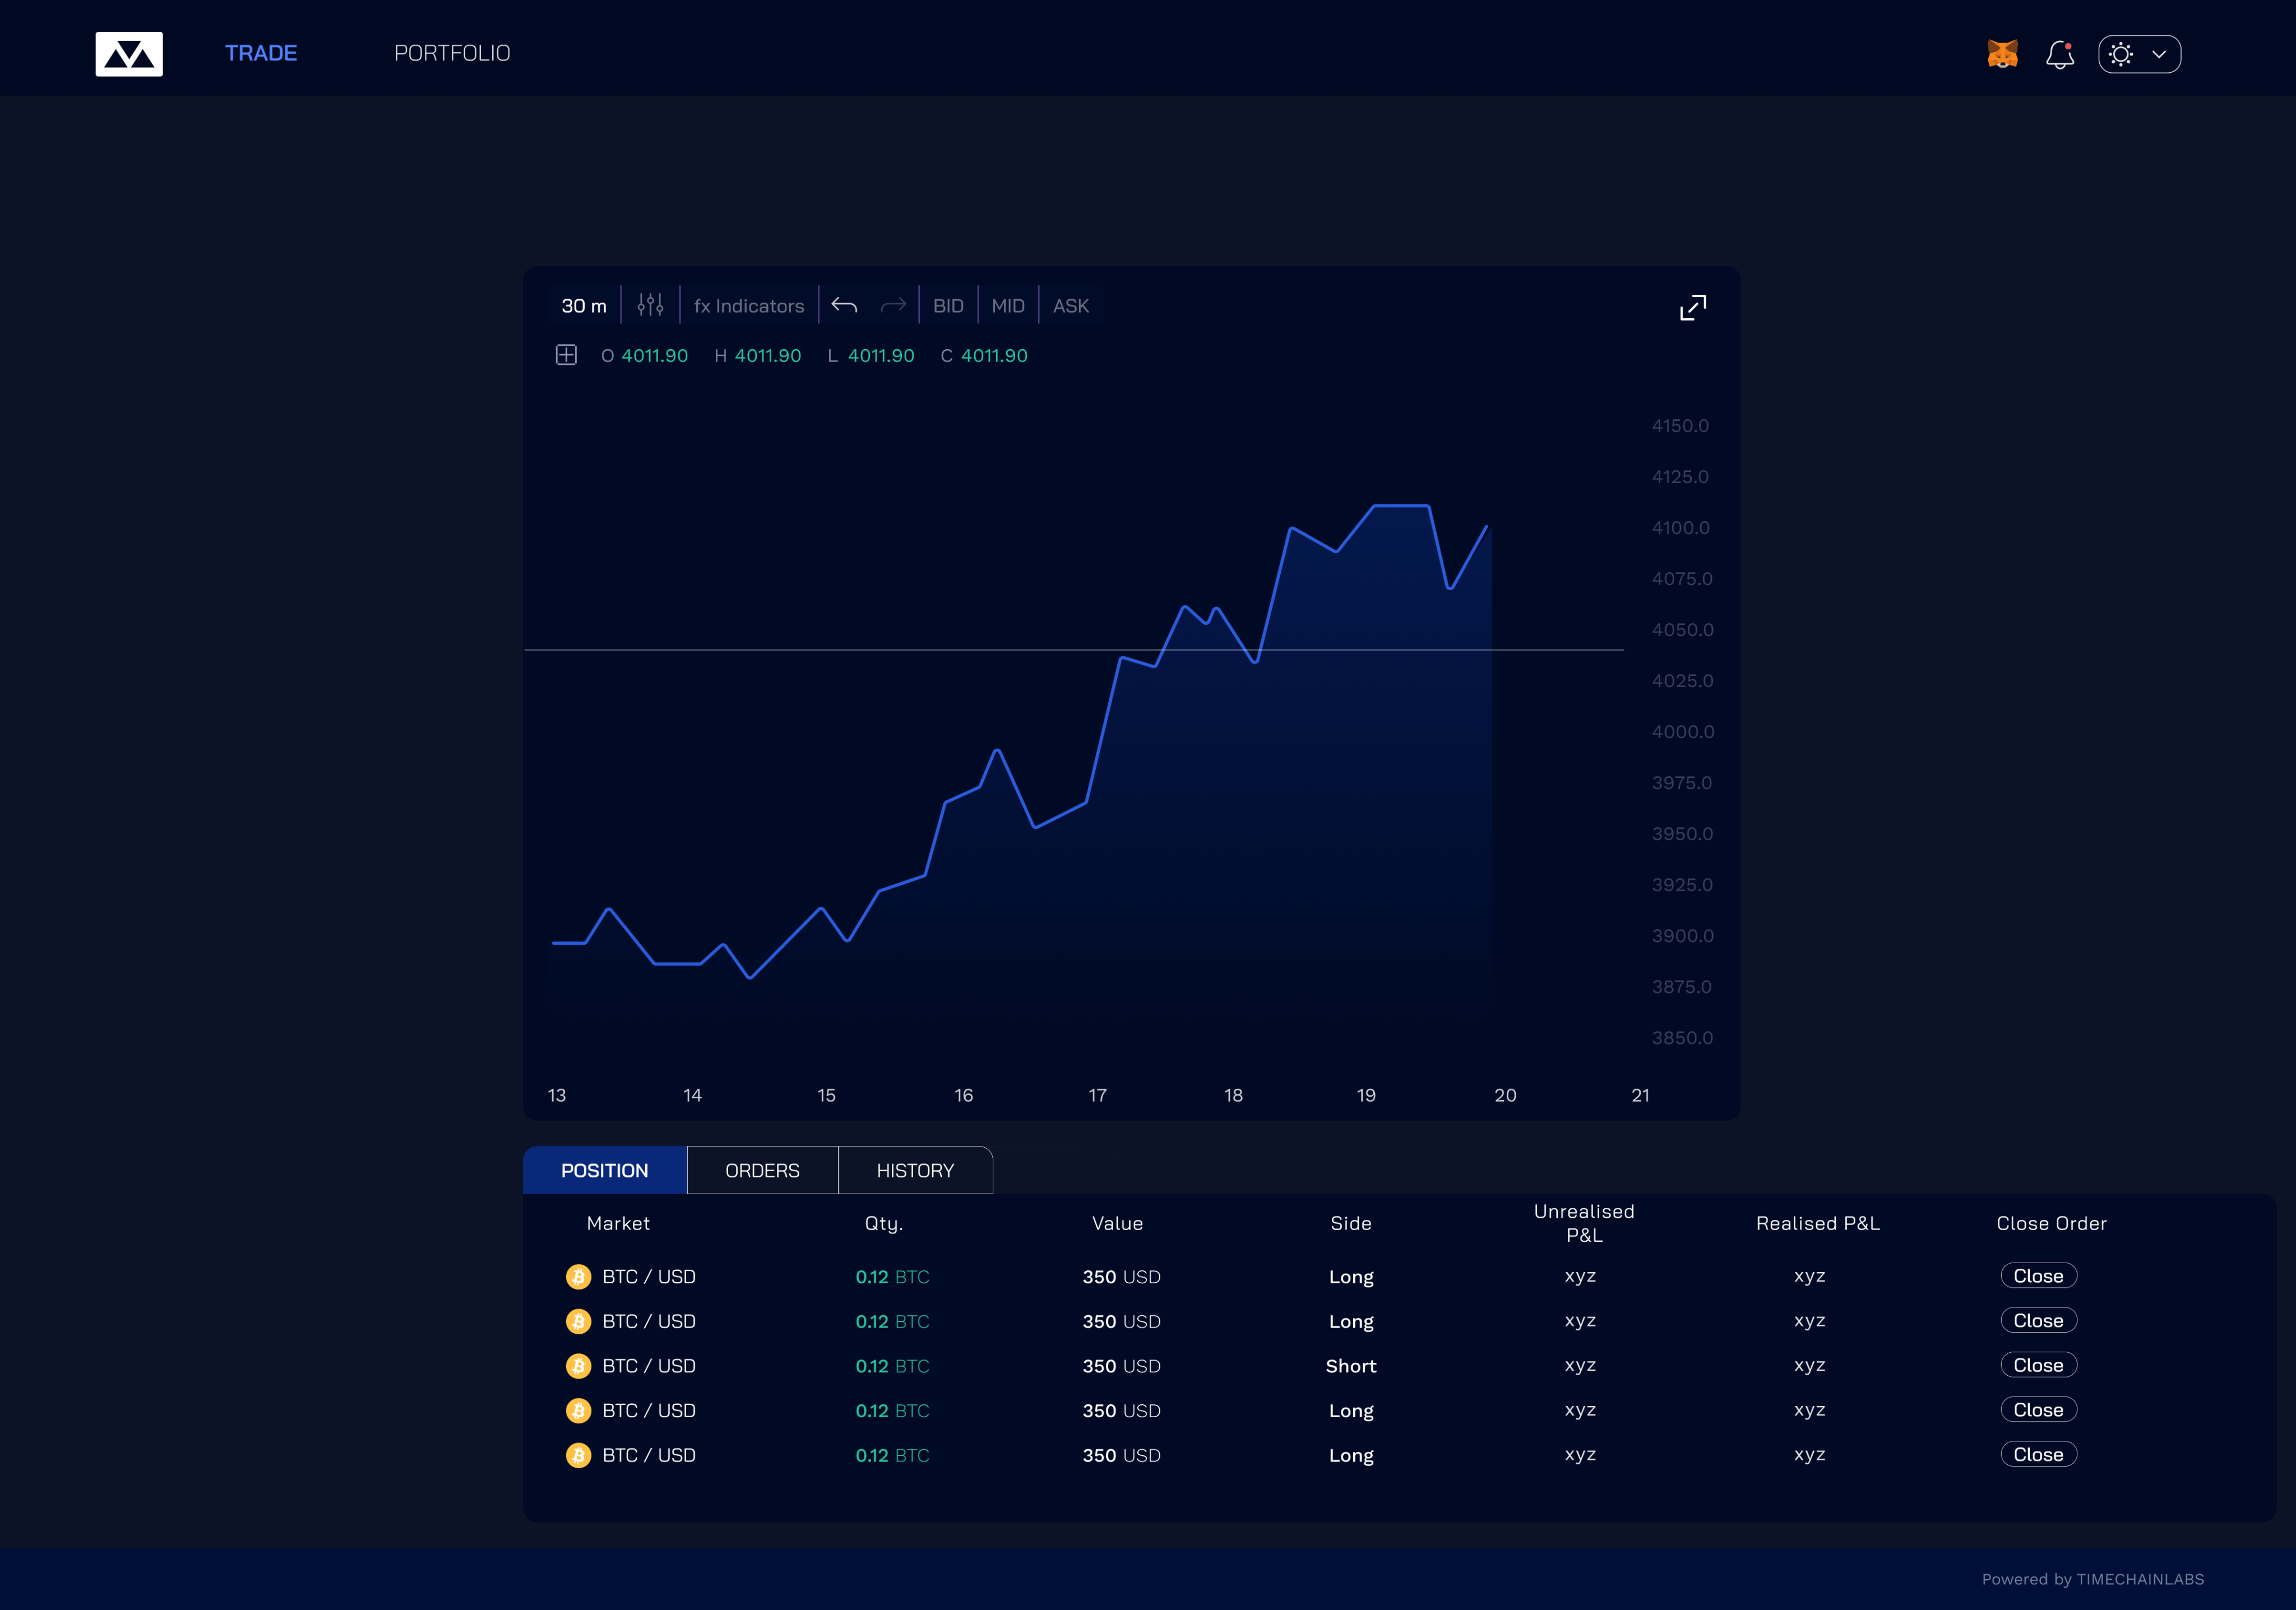 TRADE PORTFOLIO
30 m fx Indicators BID MID ASK
O 4011.90 H 4011.90 L 4011.90 C 4011.90
4150.0
4125.0
4100.0
4075.0
4050.0
4025.0
4000.0
3975.0
3950.0
3925.0
3900.0
3875.0
3850.0
13 14 15 16 17 18 19 20 21
POSITION ORDERS HISTORY
Market Qty. Value Side Unrealised P&L Realised P&L Close Order
BTC / USD 0.12 BTC 350 USD Long xyz xyz Close
BTC / USD 0.12 BTC 350 USD Long xyz xyz Close
BTC / USD 0.12 BTC 350 USD Short xyz xyz Close
BTC / USD 0.12 BTC 350 USD Long xyz xyz Close
BTC / USD 0.12 BTC 350 USD Long xyz xyz Close
Powered by TIMECHAINLABS